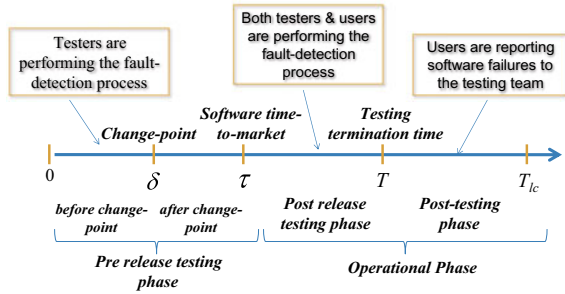 Testers are
performing the fault-
detection process
Both testers & users
are performing the
fault-detection
process
Users are reporting
software failures to
the testing team
Change-point
Software time-
to-market
Testing
termination time
0
δ
τ
T
T_lc
before change-
point
after change-
point
Post release
testing phase
Post-testing
phase
Pre release testing
phase
Operational Phase